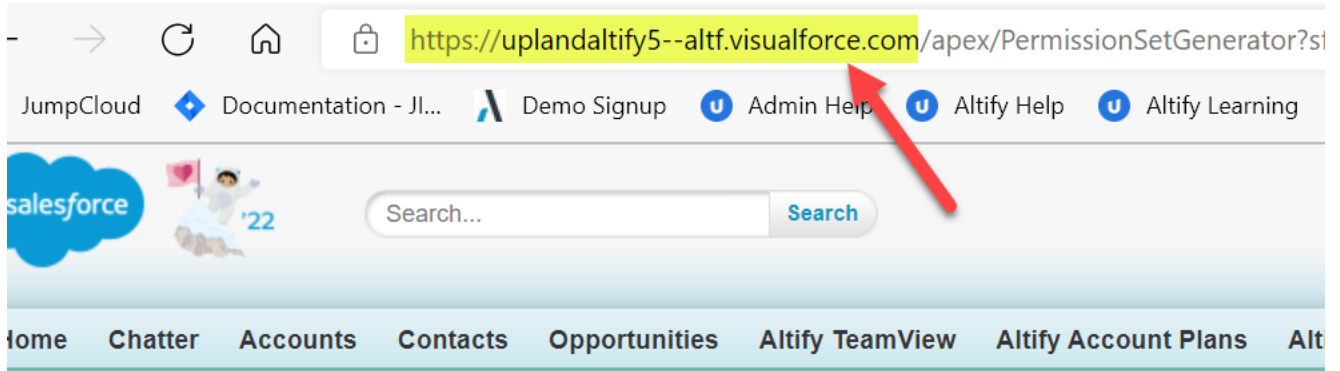 https://uplandaltify5--altf.visualforce.com/apex/PermissionSetGenerator?sf
JumpCloud Documentation - JI... Demo Signup Admin Help Altify Help Altify Learning
salesforce '22 Search... Search
Home Chatter Accounts Contacts Opportunities Altify TeamView Altify Account Plans Alti